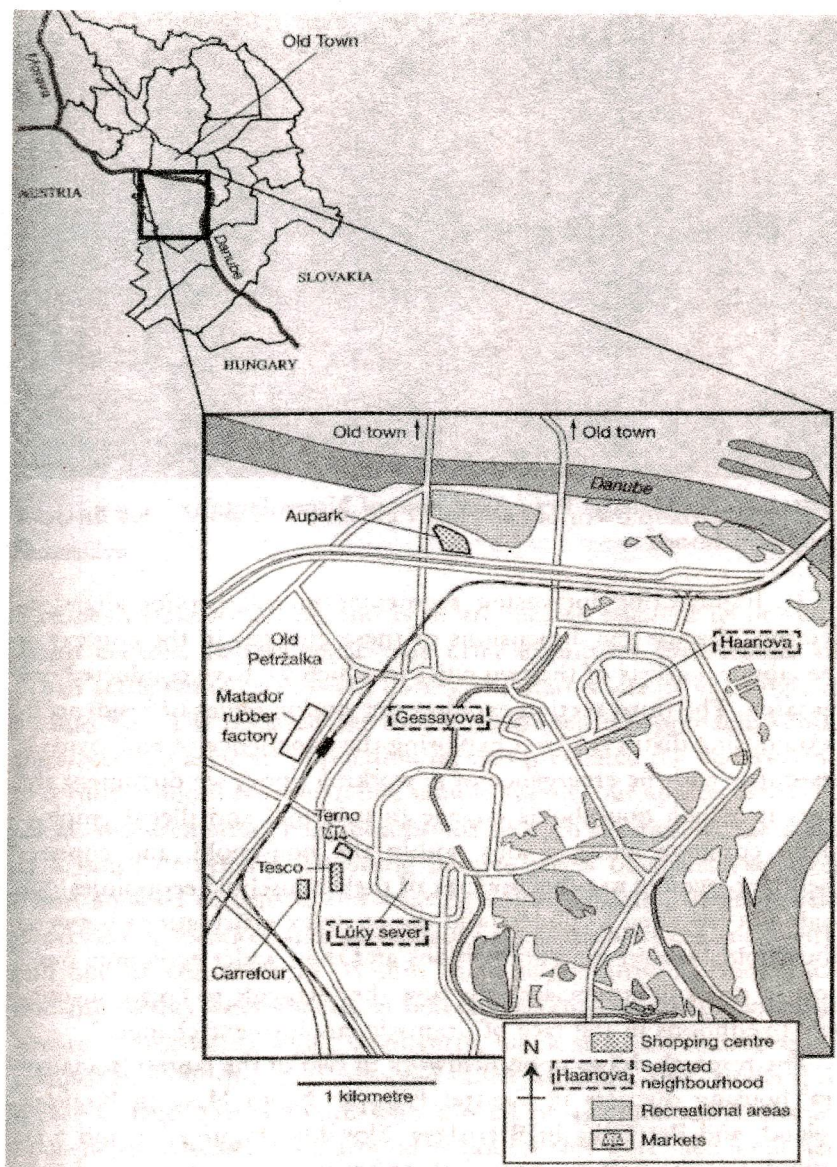 Old Town
Morava
AUSTRIA
Danube
SLOVAKIA
HUNGARY
Old town
Old town
Danube
Aupark
Old
Petržalka
Haanova
Matador
rubber
factory
Gessayova
Terno
Tesco
Lúky sever
Carrefour
N
Shopping centre
Haanova
Selected
neighbourhood
Recreational areas
Markets
1 kilometre